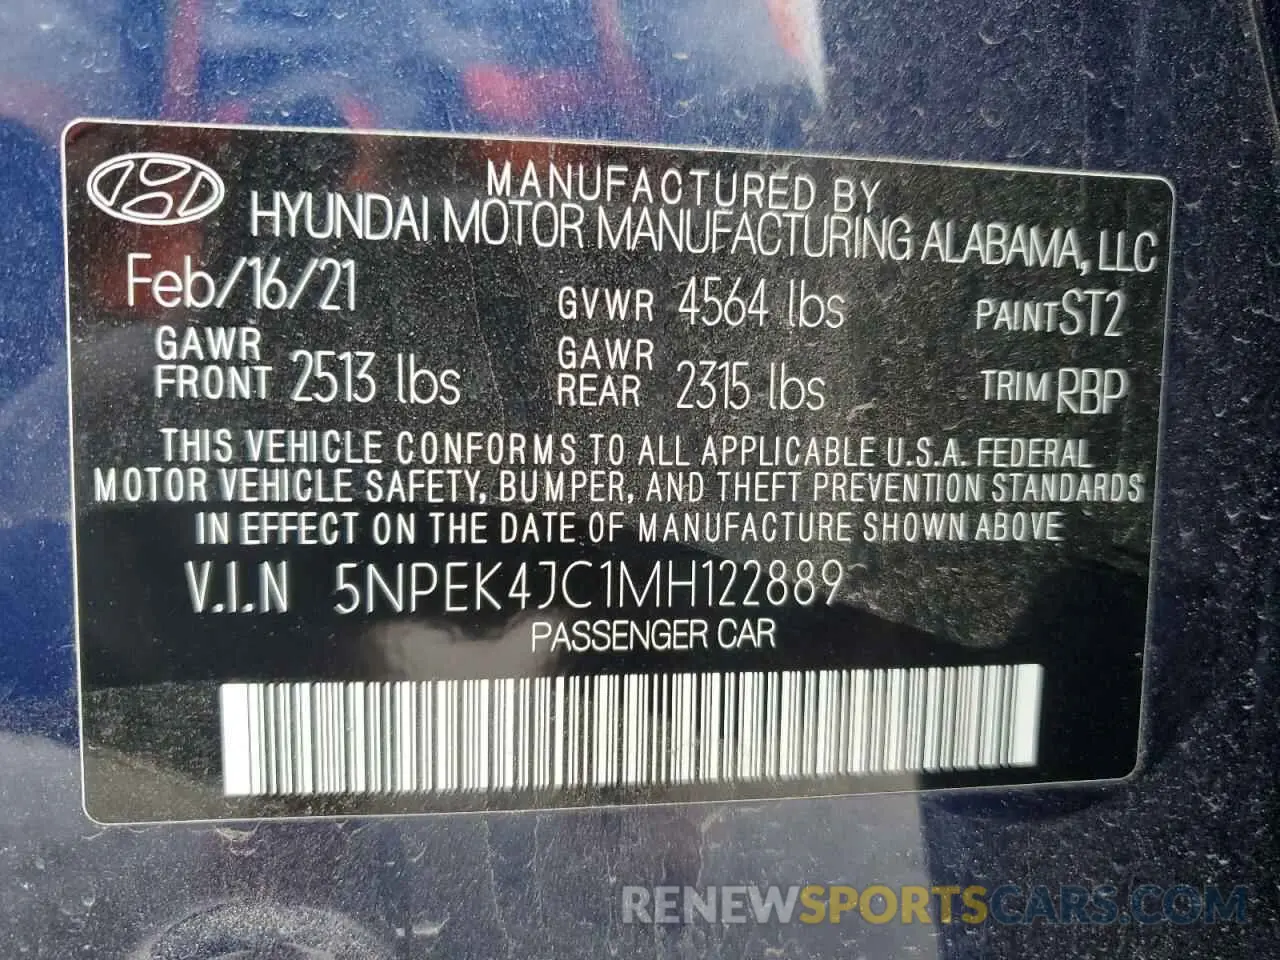 MANUFACTURED BY
HYUNDAI MOTOR MANUFACTURING ALABAMA, LLC
Feb/16/21 GVWR 4564 lbs PAINT ST2
GAWR FRONT 2513 lbs GAWR REAR 2315 lbs TRIM RBP
THIS VEHICLE CONFORMS TO ALL APPLICABLE U.S.A. FEDERAL
MOTOR VEHICLE SAFETY, BUMPER, AND THEFT PREVENTION STANDARDS
IN EFFECT ON THE DATE OF MANUFACTURE SHOWN ABOVE
V.I.N 5NPEK4JC1MH122889
PASSENGER CAR
RENEWSPORTSCARS.COM